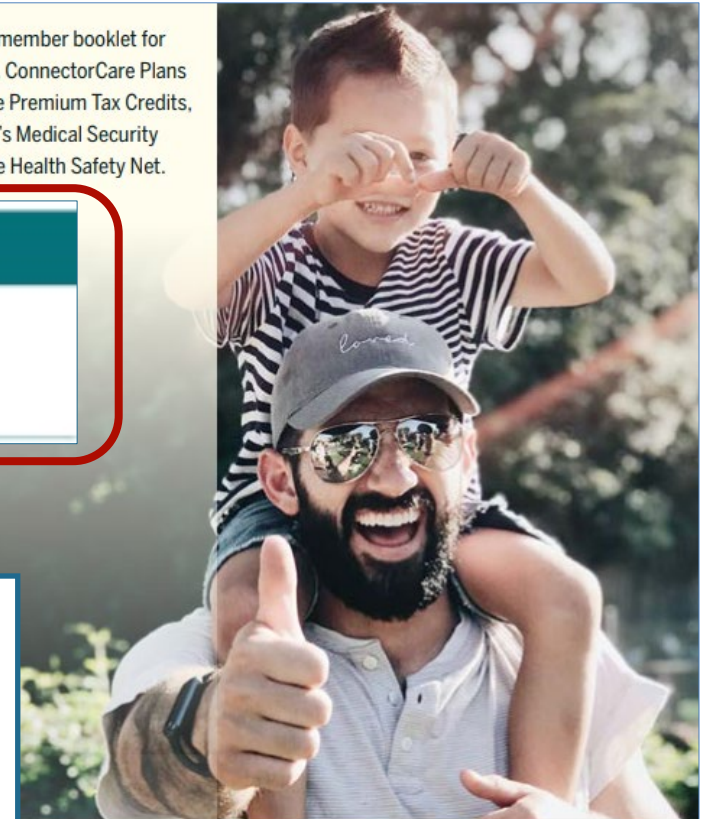 member booklet for
ConnectorCare Plans
e Premium Tax Credits,
's Medical Security
e Health Safety Net.
loved